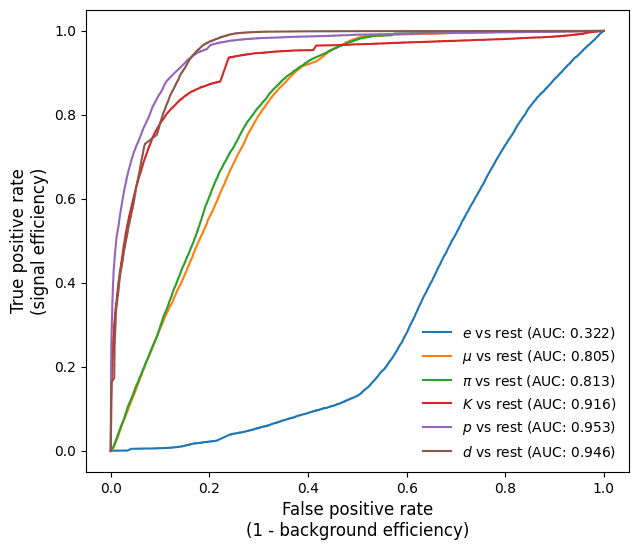 1.0
0.8
0.6
0.4
0.2
0.0
True positive rate
(signal efficiency)
e vs rest (AUC: 0.322)
μ vs rest (AUC: 0.805)
π vs rest (AUC: 0.813)
K vs rest (AUC: 0.916)
p vs rest (AUC: 0.953)
d vs rest (AUC: 0.946)
0.0 0.2 0.4 0.6 0.8 1.0
False positive rate
(1 - background efficiency)